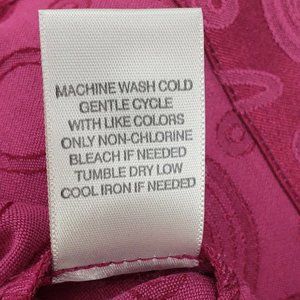 MACHINE WASH COLD
GENTLE CYCLE
WITH LIKE COLORS
ONLY NON-CHLORINE
BLEACH IF NEEDED
TUMBLE DRY LOW
COOL IRON IF NEEDED